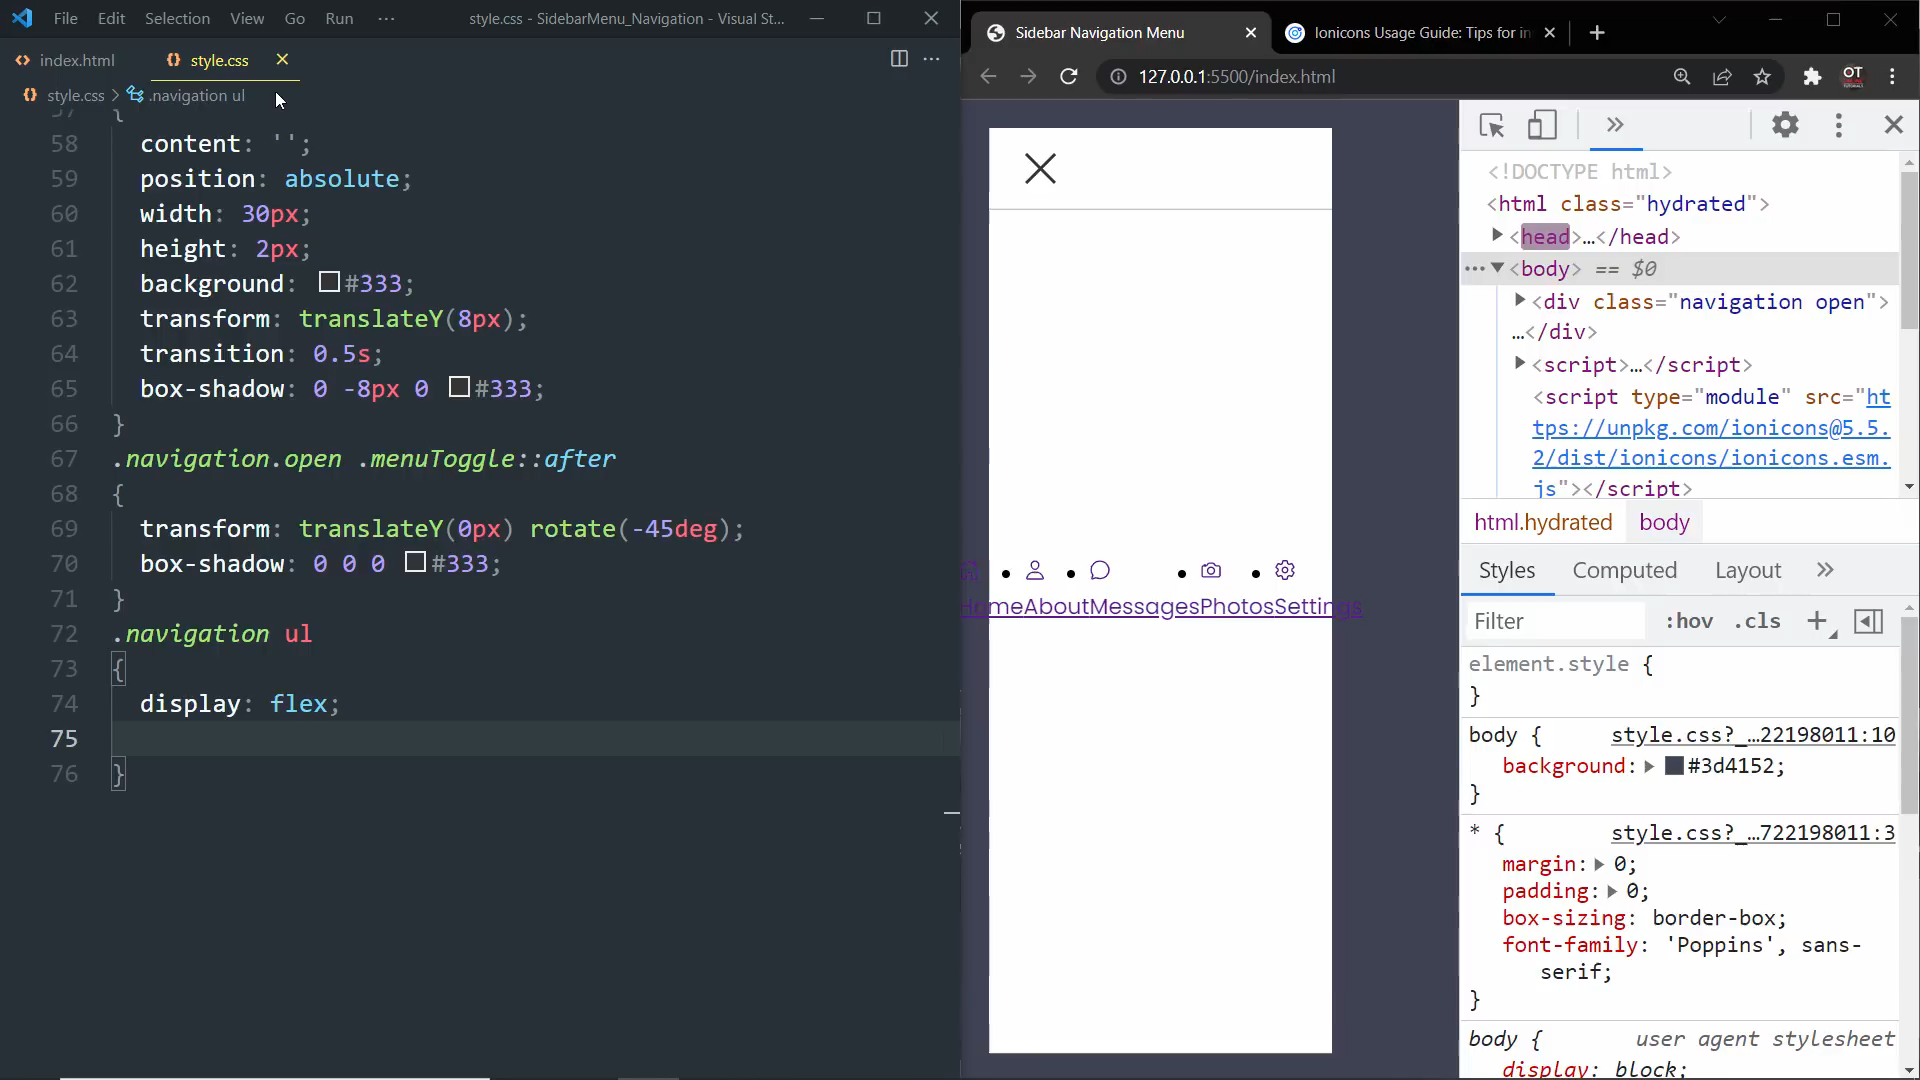 File Edit Selection View Go Run ··· style.css - SidebarMenu_Navigation - Visual St...
index.html style.css
style.css > .navigation ul
57 {
58 content: '';
59 position: absolute;
60 width: 30px;
61 height: 2px;
62 background: #333;
63 transform: translateY(8px);
64 transition: 0.5s;
65 box-shadow: 0 -8px 0 #333;
66 }
67 .navigation.open .menuToggle::after
68 {
69 transform: translateY(0px) rotate(-45deg);
70 box-shadow: 0 0 0 #333;
71 }
72 .navigation ul
73 {
74 display: flex;
75
76 }
Sidebar Navigation Menu
Ionicons Usage Guide: Tips for in
127.0.0.1:5500/index.html
OT
HomeAboutMessagesPhotosSettings
<!DOCTYPE html>
<html class="hydrated">
<head>…</head>
··· <body> == $0
<div class="navigation open">
…</div>
<script>…</script>
<script type="module" src="ht
tps://unpkg.com/ionicons@5.5.
2/dist/ionicons/ionicons.esm.
js"></script>
html.hydrated body
Styles Computed Layout
Filter :hov .cls
element.style {
}
body { style.css?_…22198011:10
background: #3d4152;
}
* { style.css?_…722198011:3
margin: 0;
padding: 0;
box-sizing: border-box;
font-family: 'Poppins', sans-
serif;
}
body { user agent stylesheet
display: block;